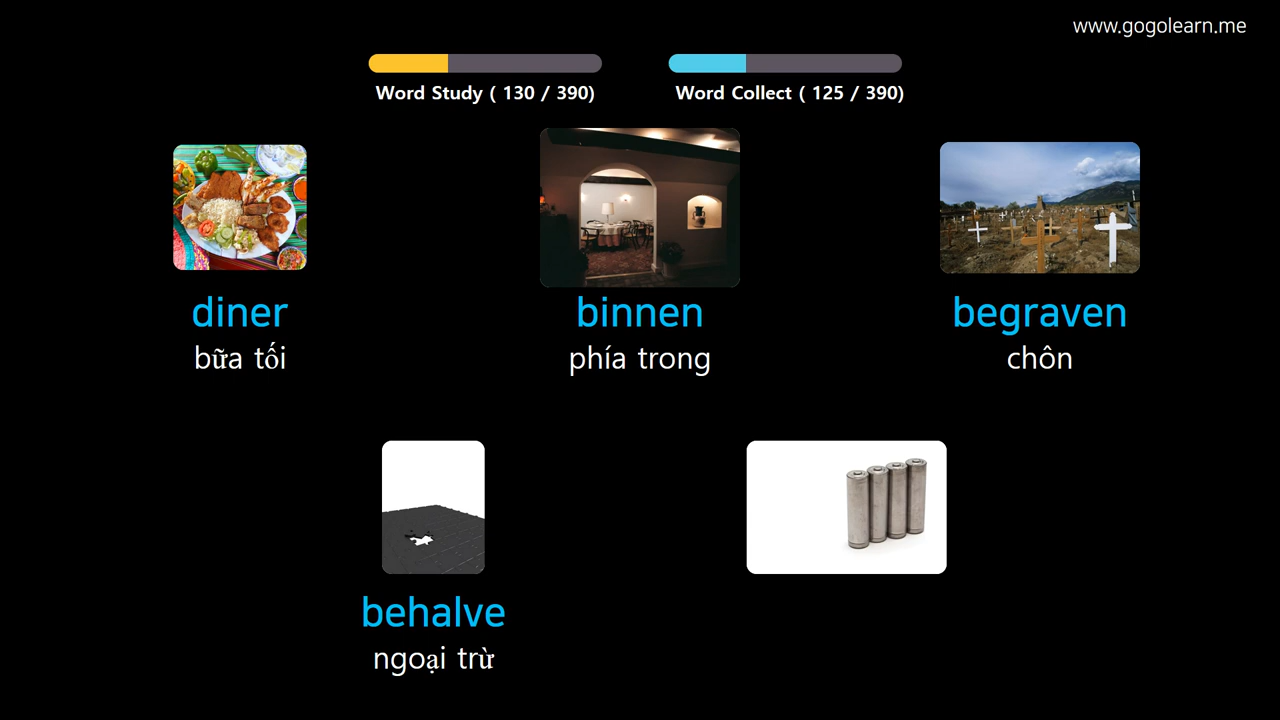 www.gogolearn.me
Word Study ( 130 / 390)
Word Collect ( 125 / 390)
diner
bữa tối
binnen
phía trong
begraven
chôn
behalve
ngoại trừ